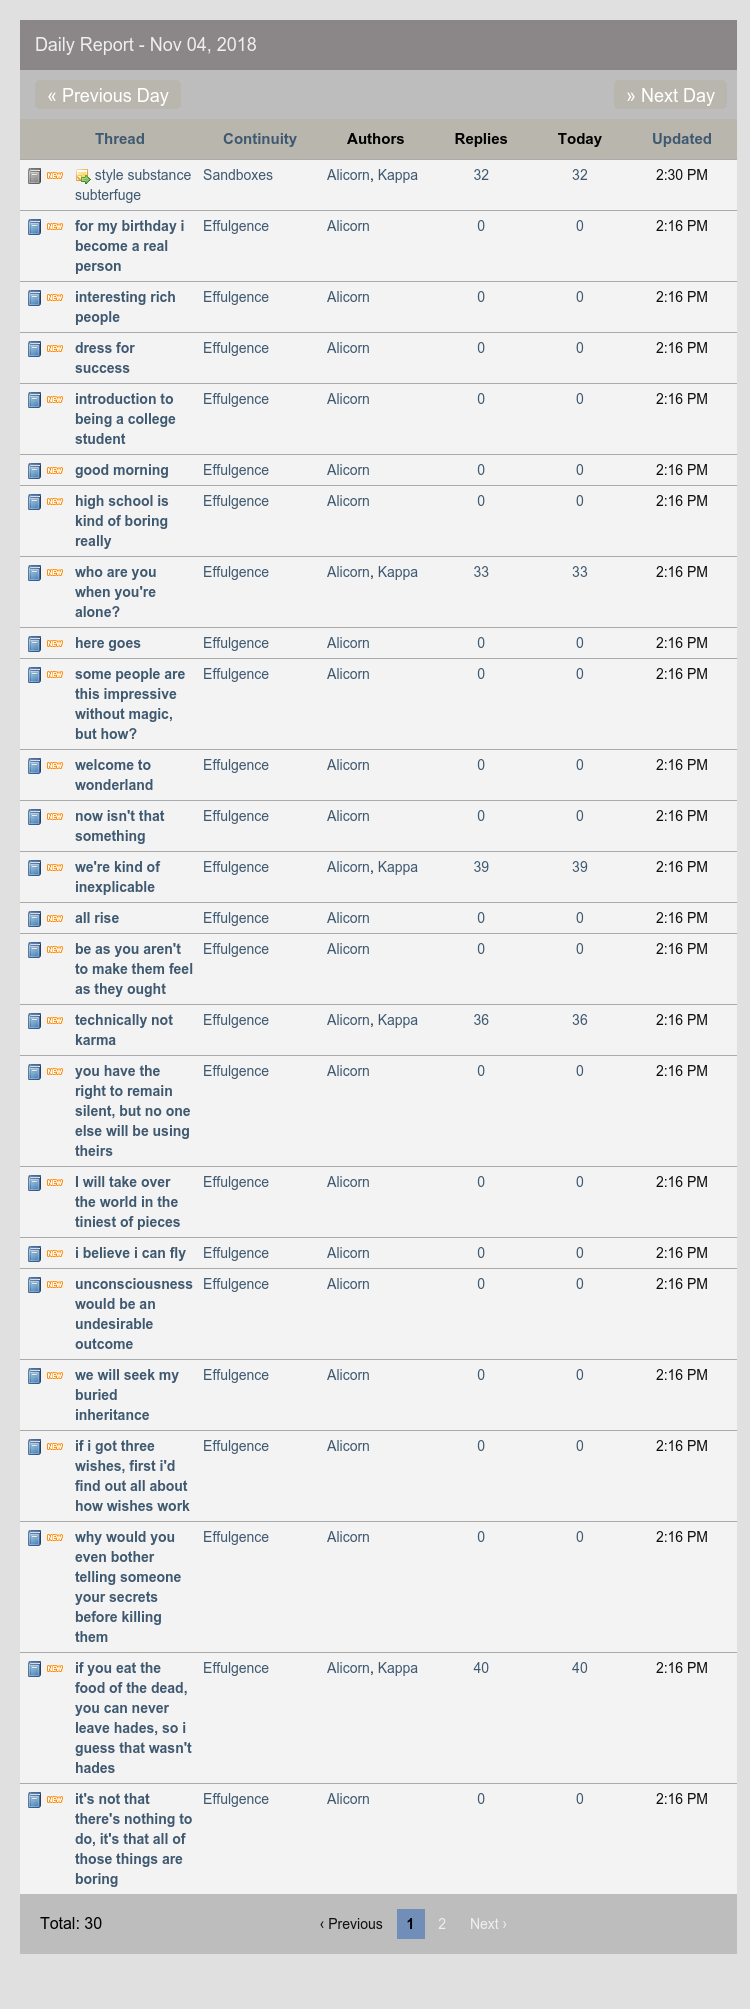 Daily Report - Nov 04, 2018
« Previous Day » Next Day
Thread Continuity Authors Replies Today Updated
NEW style substance Sandboxes Alicorn, Kappa 32 32 2:30 PM
subterfuge
NEW for my birthday i Effulgence Alicorn 0 0 2:16 PM
become a real
person
NEW interesting rich Effulgence Alicorn 0 0 2:16 PM
people
NEW dress for Effulgence Alicorn 0 0 2:16 PM
success
NEW introduction to Effulgence Alicorn 0 0 2:16 PM
being a college
student
NEW good morning Effulgence Alicorn 0 0 2:16 PM
NEW high school is Effulgence Alicorn 0 0 2:16 PM
kind of boring
really
NEW who are you Effulgence Alicorn, Kappa 33 33 2:16 PM
when you're
alone?
NEW here goes Effulgence Alicorn 0 0 2:16 PM
NEW some people are Effulgence Alicorn 0 0 2:16 PM
this impressive
without magic,
but how?
NEW welcome to Effulgence Alicorn 0 0 2:16 PM
wonderland
NEW now isn't that Effulgence Alicorn 0 0 2:16 PM
something
NEW we're kind of Effulgence Alicorn, Kappa 39 39 2:16 PM
inexplicable
NEW all rise Effulgence Alicorn 0 0 2:16 PM
NEW be as you aren't Effulgence Alicorn 0 0 2:16 PM
to make them feel
as they ought
NEW technically not Effulgence Alicorn, Kappa 36 36 2:16 PM
karma
NEW you have the Effulgence Alicorn 0 0 2:16 PM
right to remain
silent, but no one
else will be using
theirs
NEW I will take over Effulgence Alicorn 0 0 2:16 PM
the world in the
tiniest of pieces
NEW i believe i can fly Effulgence Alicorn 0 0 2:16 PM
NEW unconsciousness Effulgence Alicorn 0 0 2:16 PM
would be an
undesirable
outcome
NEW we will seek my Effulgence Alicorn 0 0 2:16 PM
buried
inheritance
NEW if i got three Effulgence Alicorn 0 0 2:16 PM
wishes, first i'd
find out all about
how wishes work
NEW why would you Effulgence Alicorn 0 0 2:16 PM
even bother
telling someone
your secrets
before killing
them
NEW if you eat the Effulgence Alicorn, Kappa 40 40 2:16 PM
food of the dead,
you can never
leave hades, so i
guess that wasn't
hades
NEW it's not that Effulgence Alicorn 0 0 2:16 PM
there's nothing to
do, it's that all of
those things are
boring
Total: 30 ‹ Previous 1 2 Next ›